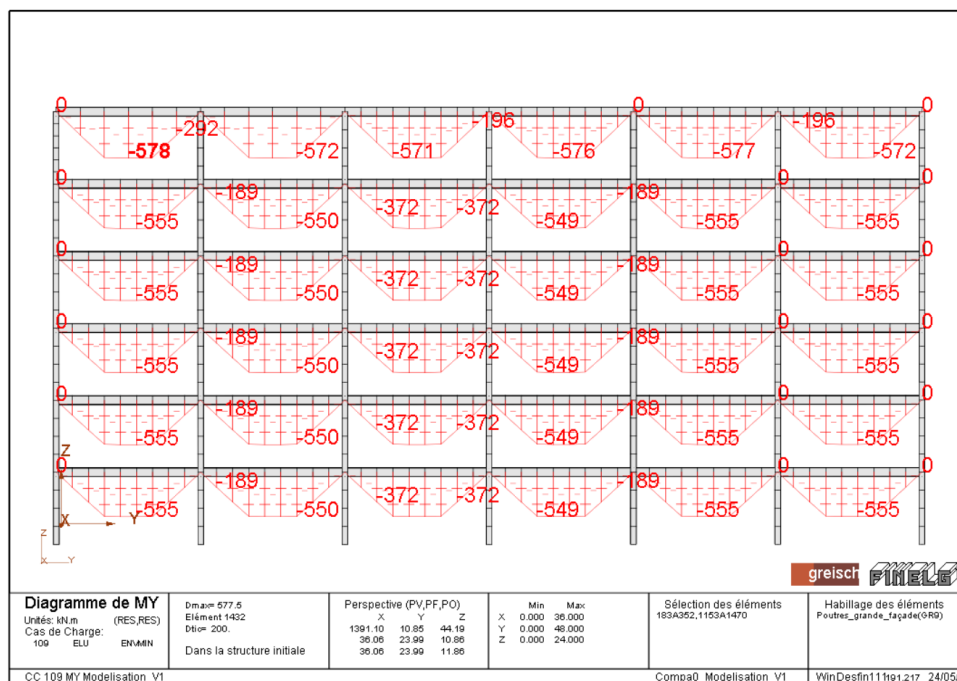 0 0 0
-292 -196 -196
-578 -572 -571 -576 -577 -572
0 -189 -189 0 0
-555 -550 -372 -372 -549 -555 -555
0 -189 -189 0 0
-555 -550 -372 -372 -549 -555 -555
0 -189 -189 0 0
-555 -550 -372 -372 -549 -555 -555
0 -189 -189 0 0
-555 -550 -372 -372 -549 -555 -555
0 -189 -189 0 0
-555 -550 -372 -372 -549 -555 -555
Z
X Y
Z
X Y
greisch FINELG
Diagramme de MY
Unités: kN.m (RES,RES)
Cas de Charge:
109 ELU ENVMIN
Dmax= 577.5
Elément 1432
Dtic= 200.
Dans la structure initiale
Perspective (PV,PF,PO)
X Y Z
1391.10 10.85 44.19
36.06 23.99 10.86
36.06 23.99 11.86
Min Max
X 0.000 36.000
Y 0.000 48.000
Z 0.000 24.000
Sélection des éléments
183A352,1153A1470
Habillage des éléments
Poutres_grande_façade(GR9)
CC 109 MY Modelisation V1
Compa0 Modelisation V1
24/05/